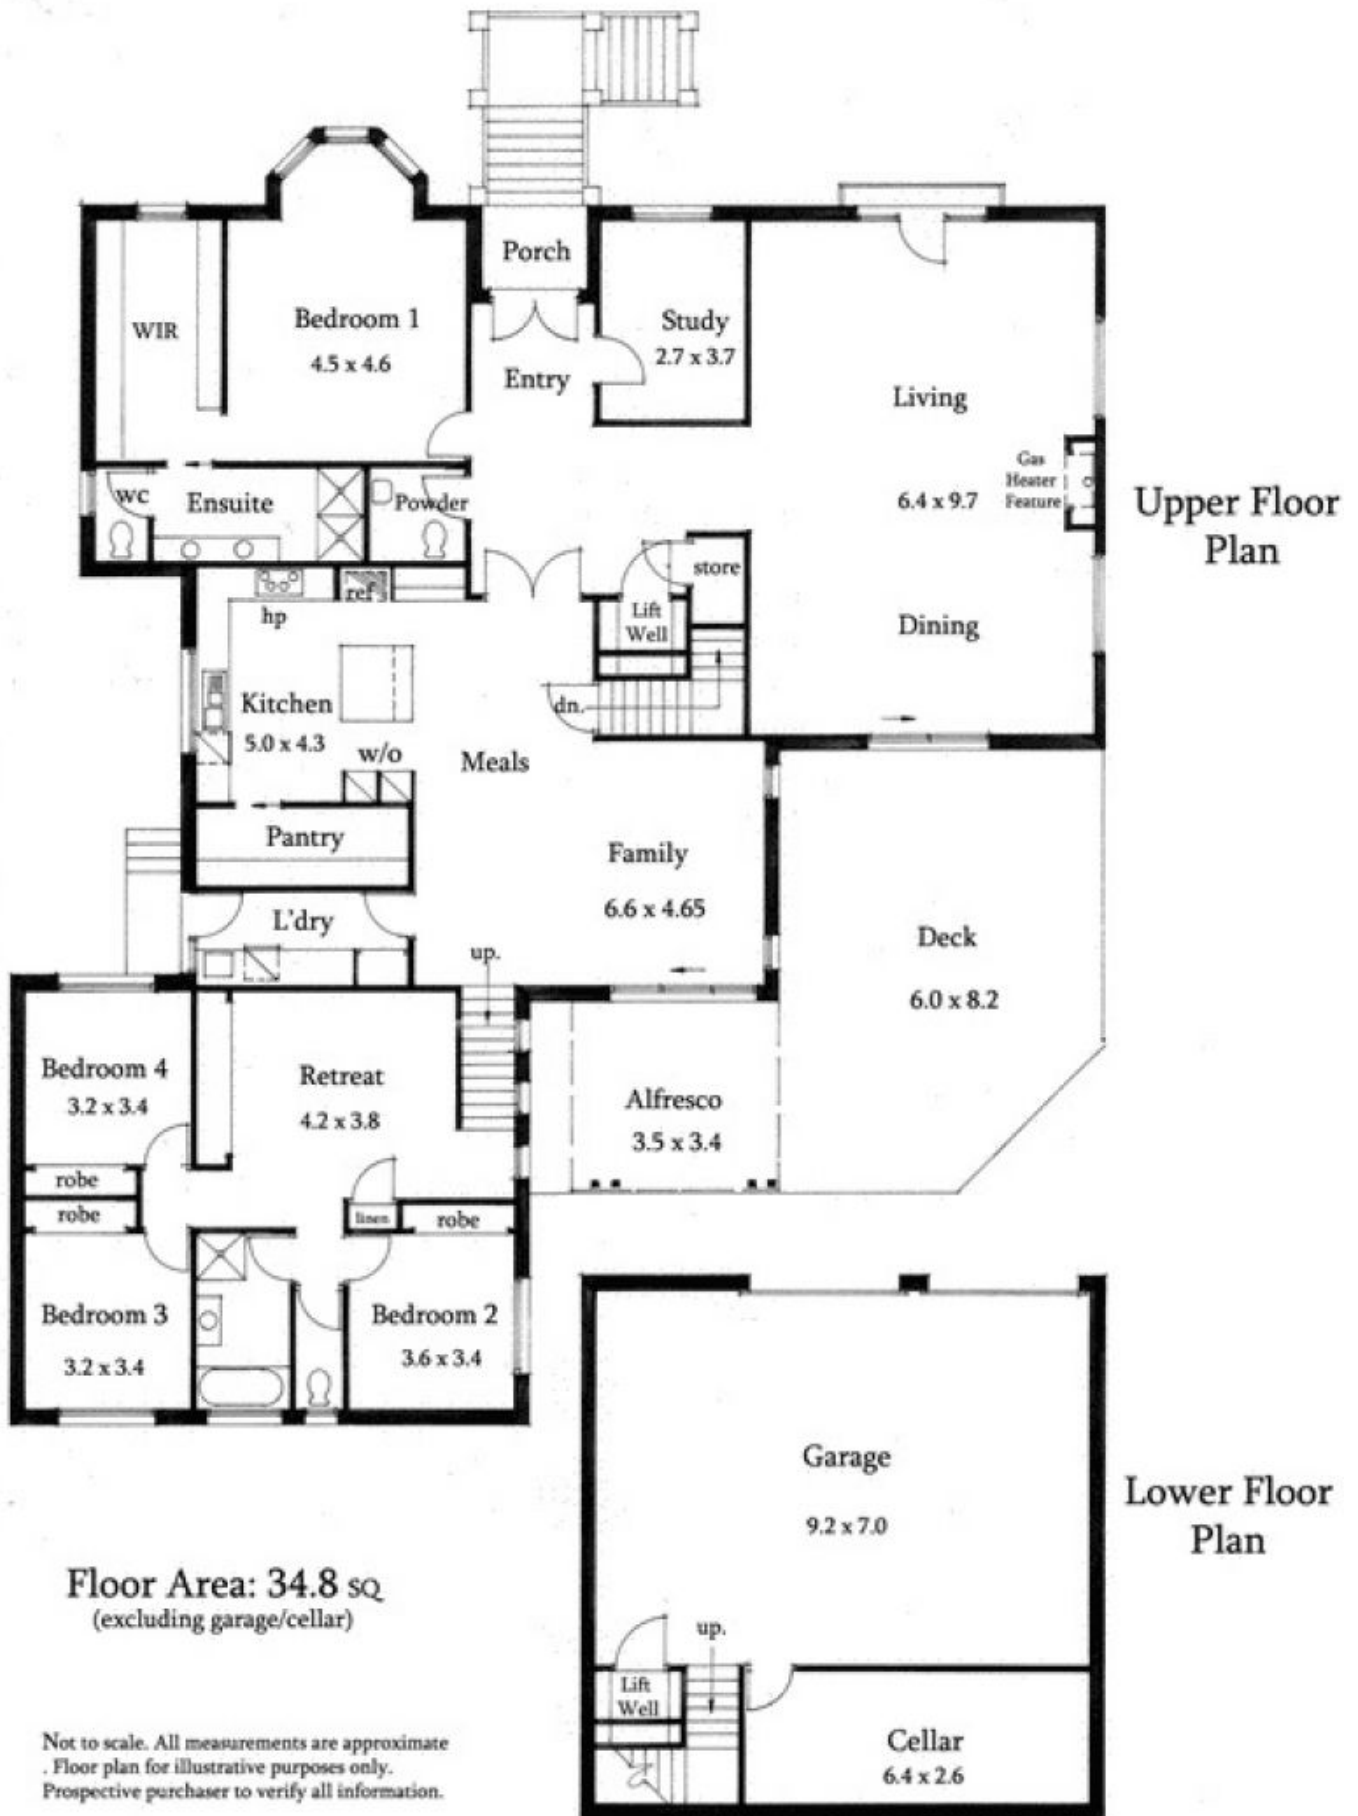 Porch
WIR
Bedroom 1
4.5 x 4.6
Study
2.7 x 3.7
Entry
Living
Gas
Heater
Feature
6.4 x 9.7
Upper Floor
Plan
wc
Ensuite
Powder
store
ref
hp
Lift
Well
Dining
Kitchen
5.0 x 4.3
dn.
w/o
Meals
Pantry
Family
6.6 x 4.65
L'dry
up.
Deck
6.0 x 8.2
Bedroom 4
3.2 x 3.4
Retreat
4.2 x 3.8
Alfresco
3.5 x 3.4
robe
robe
linen
robe
Bedroom 3
3.2 x 3.4
Bedroom 2
3.6 x 3.4
Garage
9.2 x 7.0
Lower Floor
Plan
Floor Area: 34.8 SQ
(excluding garage/cellar)
up.
Lift
Well
Cellar
6.4 x 2.6
Not to scale. All measurements are approximate
. Floor plan for illustrative purposes only.
Prospective purchaser to verify all information.